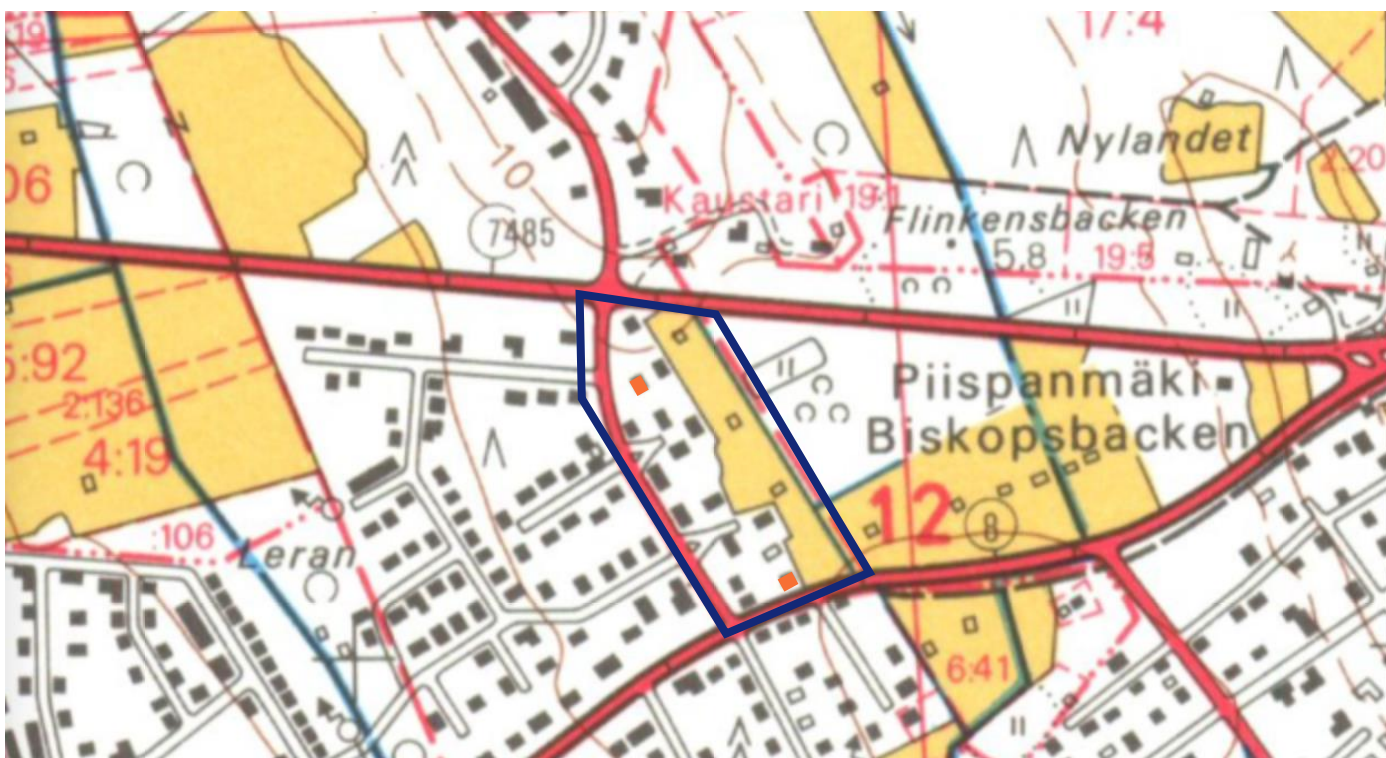 :19
17:4
Nylandet
10
06
2:20
Kaustari 19:1
7485
Flinkensbacken
5,8
19:5
5:92
Piispanmäki
2:136
Biskopsbacken
4:19
12
8
:106
Leran
6:41